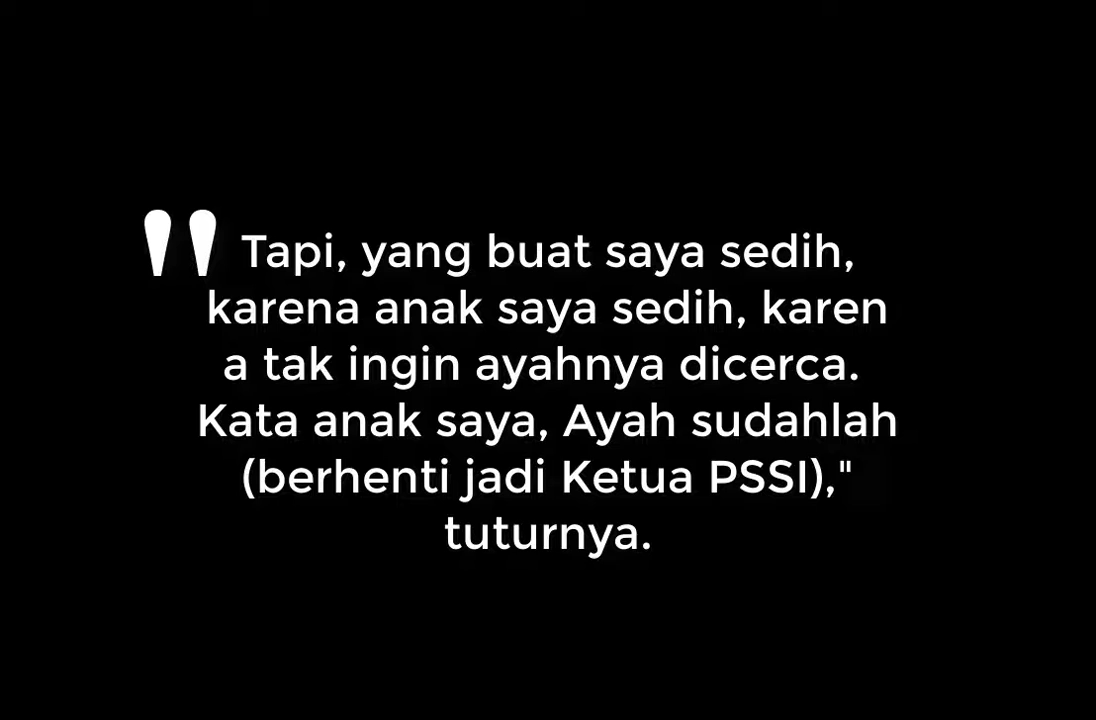 " Tapi, yang buat saya sedih,
karena anak saya sedih, karen
a tak ingin ayahnya dicerca.
Kata anak saya, Ayah sudahlah
(berhenti jadi Ketua PSSI),"
tuturnya.